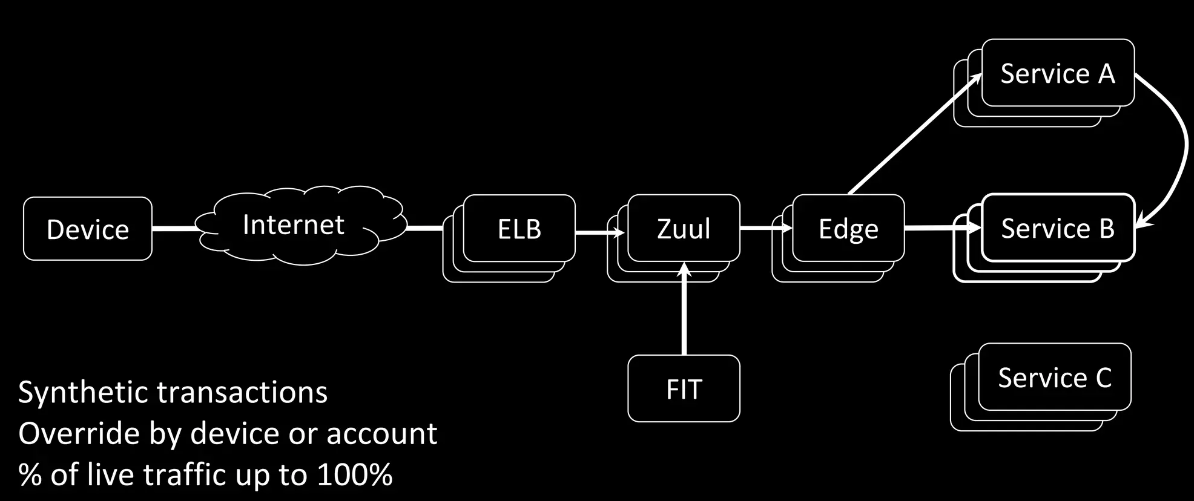 Service A
Device
Internet
ELB
Zuul
Edge
Service B
FIT
Service C
Synthetic transactions
Override by device or account
% of live traffic up to 100%